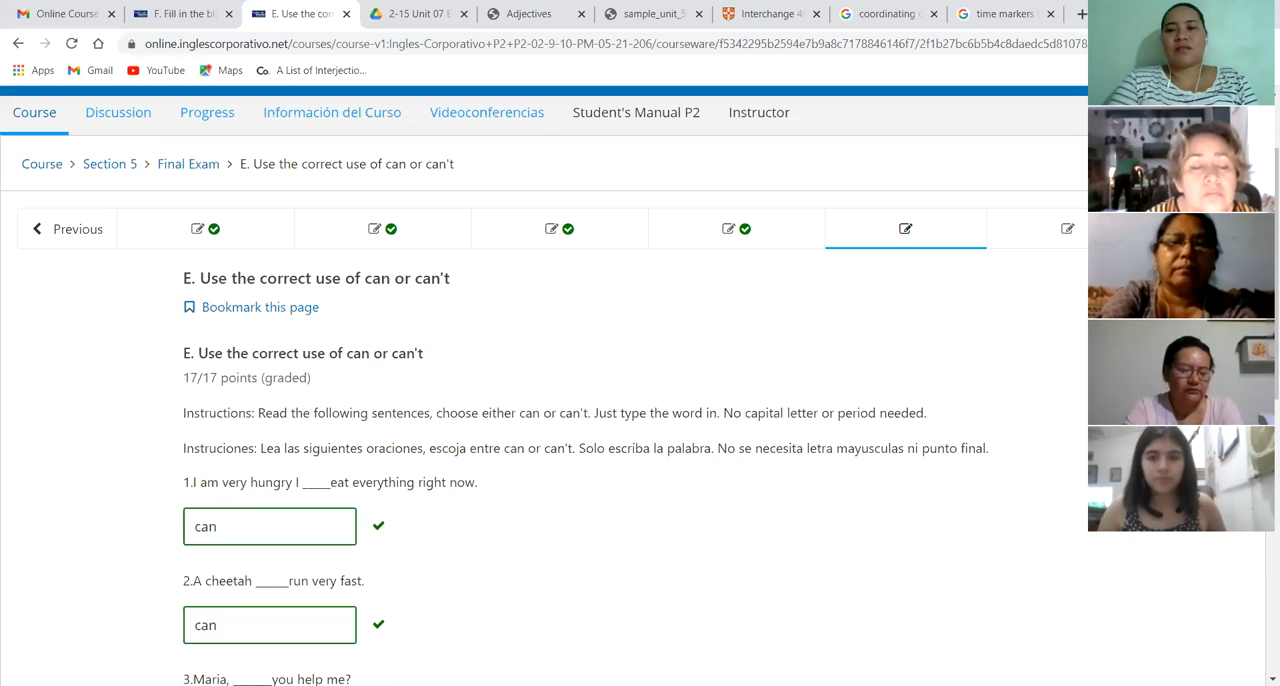 Online Course
F. Fill in the bl
E. Use the corr
2-15 Unit 07 E
Adjectives
sample_unit_5
Interchange 4
coordinating c
time markers
online.inglescorporativo.net/courses/course-v1:Ingles-Corporativo+P2+P2-02-9-10-PM-05-21-206/courseware/f5342295b2594e7b9a8c7178846146f7/2f1b27bc6b5b4c8daedc5d81078
Apps Gmail YouTube Maps Co. A List of Interjectio...
Course Discussion Progress Información del Curso Videoconferencias Student's Manual P2 Instructor
Course > Section 5 > Final Exam > E. Use the correct use of can or can't
Previous
E. Use the correct use of can or can't
Bookmark this page
E. Use the correct use of can or can't
17/17 points (graded)
Instructions: Read the following sentences, choose either can or can't. Just type the word in. No capital letter or period needed.
Instruciones: Lea las siguientes oraciones, escoja entre can or can't. Solo escriba la palabra. No se necesita letra mayusculas ni punto final.
1.I am very hungry I _____eat everything right now.
can
2.A cheetah ______run very fast.
can
3.Maria, _______you help me?